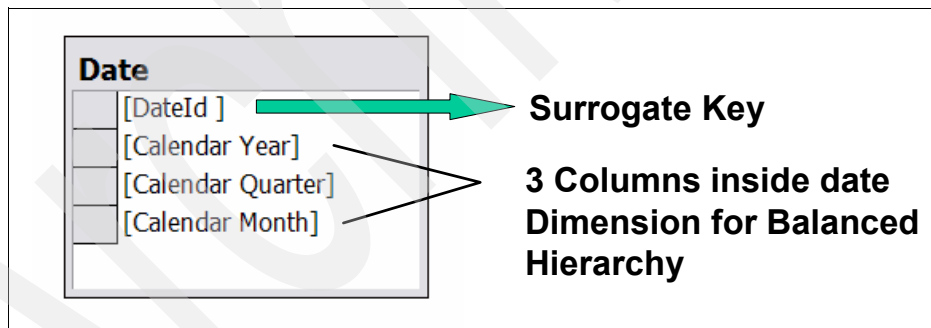 Date
[DateId ]
Surrogate Key
[Calendar Year]
[Calendar Quarter]
[Calendar Month]
3 Columns inside date
Dimension for Balanced
Hierarchy